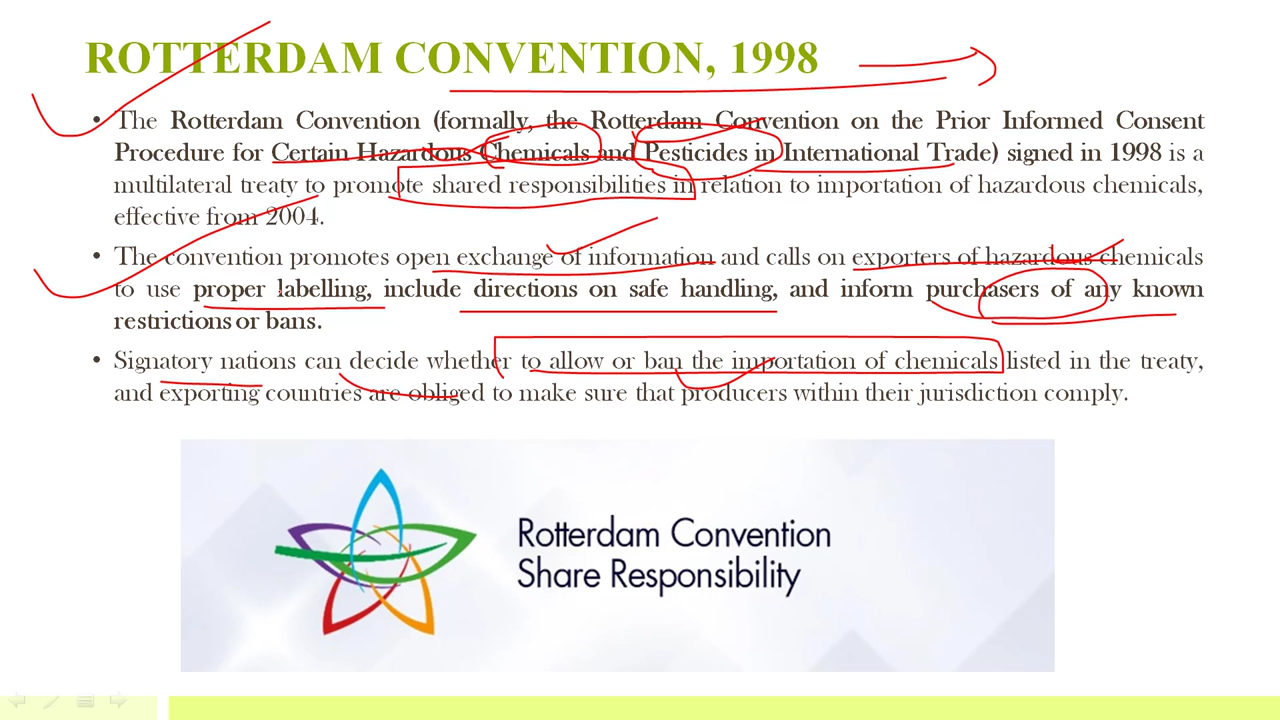 ROTTERDAM CONVENTION, 1998
• The Rotterdam Convention (formally, the Rotterdam Convention on the Prior Informed Consent
Procedure for Certain Hazardous Chemicals and Pesticides in International Trade) signed in 1998 is a
multilateral treaty to promote shared responsibilities in relation to importation of hazardous chemicals,
effective from 2004.
• The convention promotes open exchange of information and calls on exporters of hazardous chemicals
to use proper labelling, include directions on safe handling, and inform purchasers of any known
restrictions or bans.
• Signatory nations can decide whether to allow or ban the importation of chemicals listed in the treaty,
and exporting countries are obliged to make sure that producers within their jurisdiction comply.
Rotterdam Convention
Share Responsibility